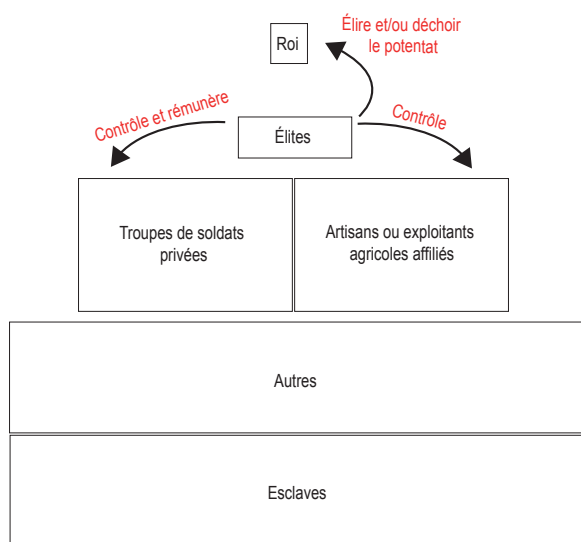 Élire et/ou déchoir
le potentat
Roi
Contrôle et rémunère
Élites
Contrôle
Troupes de soldats
privées
Artisans ou exploitants
agricoles affiliés
Autres
Esclaves